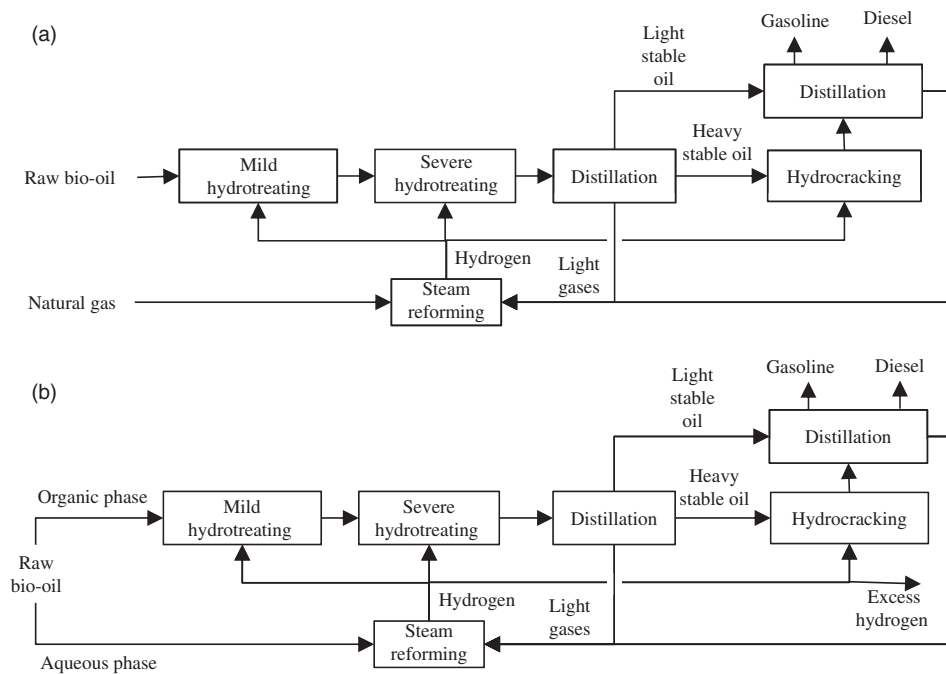 (a)
Gasoline
Diesel
Light
stable
oil
Distillation
Heavy
stable oil
Raw bio-oil
Mild
hydrotreating
Severe
hydrotreating
Distillation
Hydrocracking
Hydrogen
Light
gases
Natural gas
Steam
reforming
(b)
Gasoline
Diesel
Light
stable
oil
Distillation
Organic phase
Heavy
stable oil
Mild
hydrotreating
Severe
hydrotreating
Distillation
Hydrocracking
Raw
bio-oil
Hydrogen
Light
gases
Excess
hydrogen
Steam
reforming
Aqueous phase